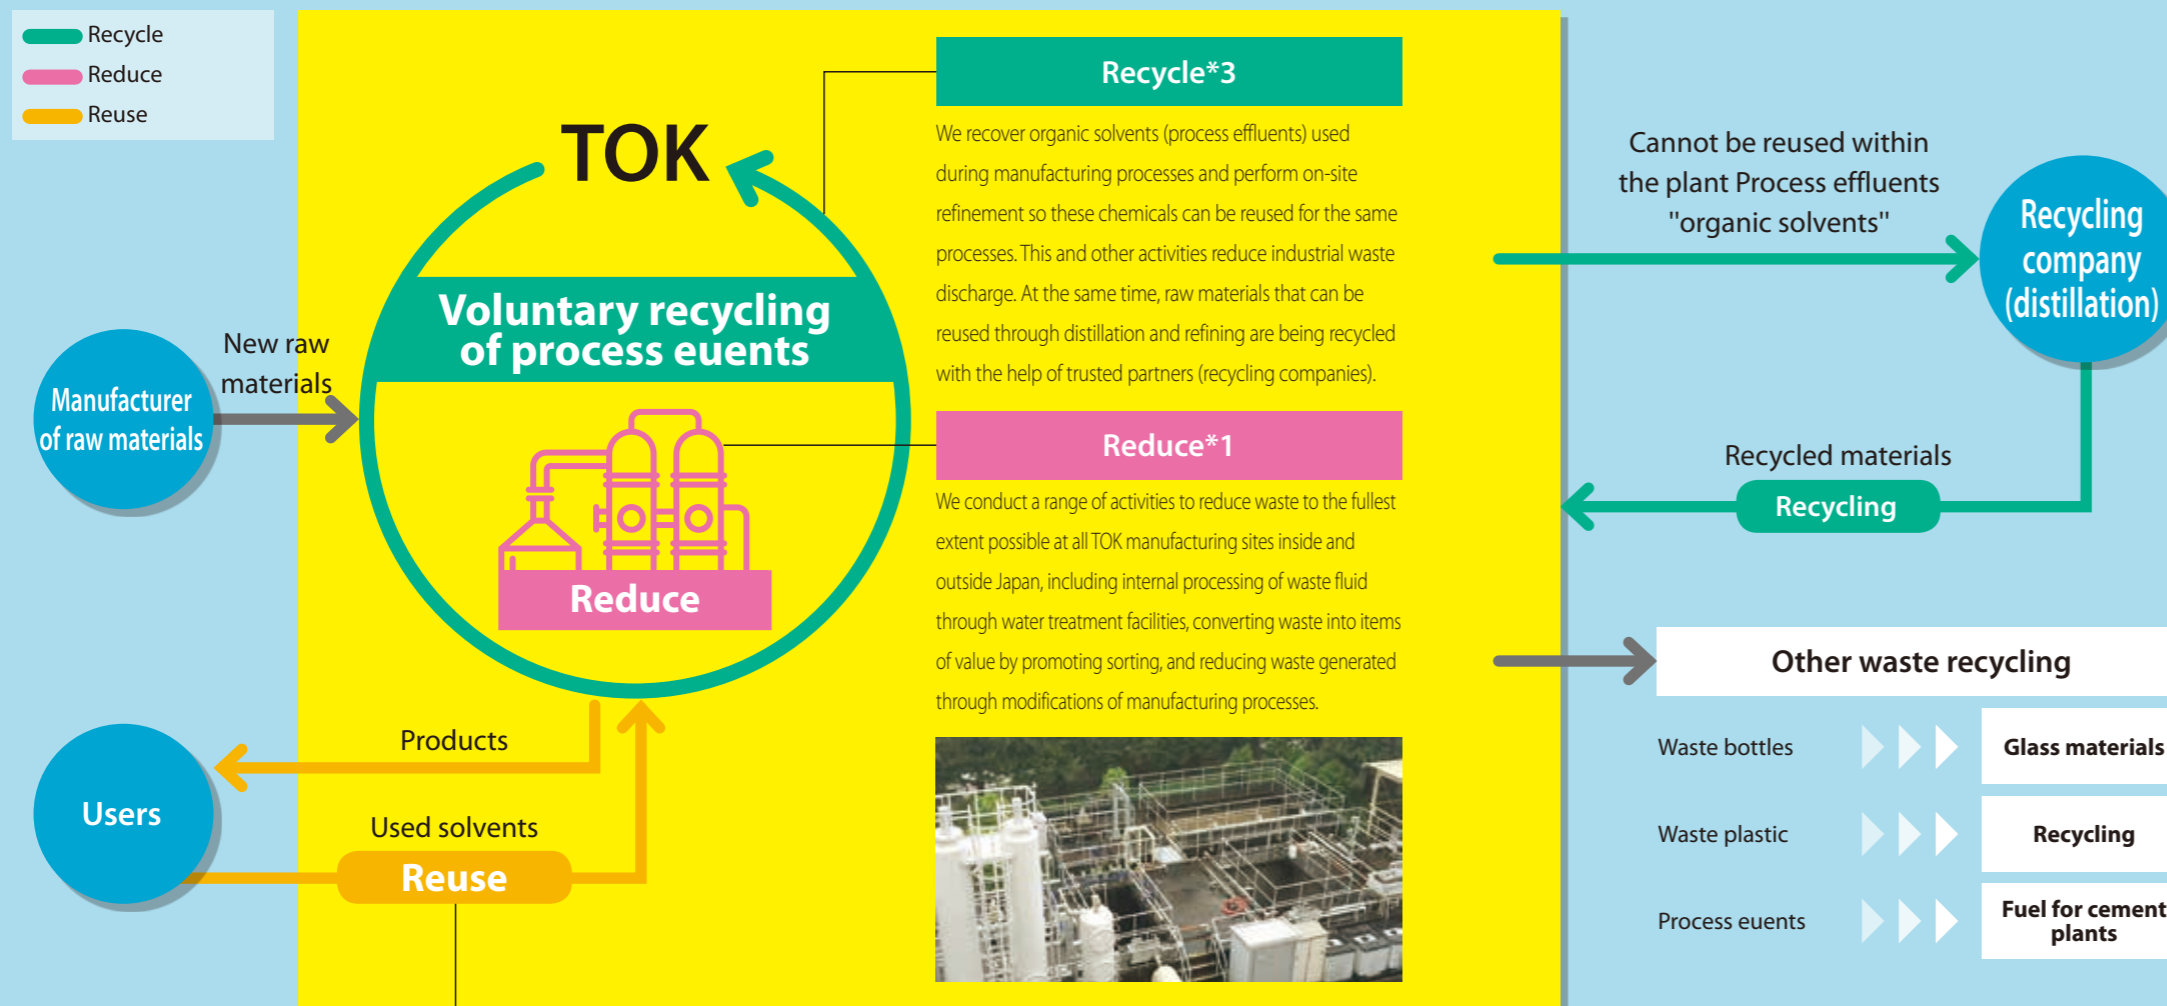 Recycle
Reduce
Reuse
TOK
Voluntary recycling
of process euents
Reduce
Manufacturer
of raw materials
New raw
materials
Users
Products
Used solvents
Reuse
Recycle*3
We recover organic solvents (process effluents) used
during manufacturing processes and perform on-site
refinement so these chemicals can be reused for the same
processes. This and other activities reduce industrial waste
discharge. At the same time, raw materials that can be
reused through distillation and refining are being recycled
with the help of trusted partners (recycling companies).
Reduce*1
We conduct a range of activities to reduce waste to the fullest
extent possible at all TOK manufacturing sites inside and
outside Japan, including internal processing of waste fluid
through water treatment facilities, converting waste into items
of value by promoting sorting, and reducing waste generated
through modifications of manufacturing processes.
Cannot be reused within
the plant Process effluents
"organic solvents"
Recycling
company
(distillation)
Recycled materials
Recycling
Other waste recycling
Waste bottles
Glass materials
Waste plastic
Recycling
Process euents
Fuel for cement
plants